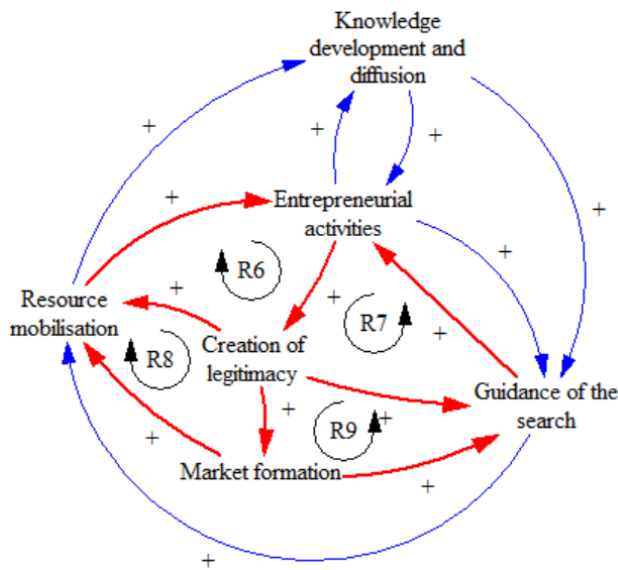 Knowledge
development and
diffusion
+
+
+
+
+
Entrepreneurial
activities
+
R6
+
Resource
mobilisation
+
R7
+
R8
Creation of
legitimacy
Guidance of the
search
+
+
R9
+
Market formation
+
+